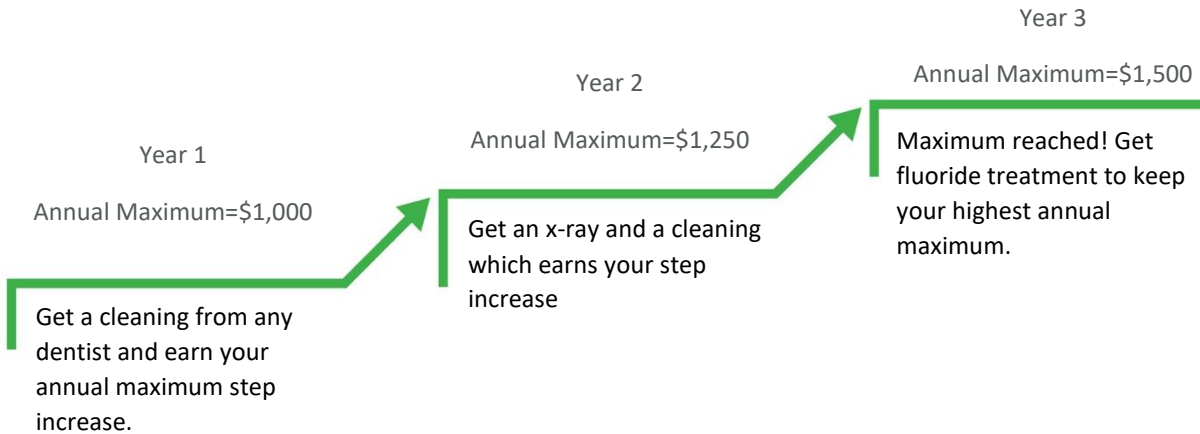 Year 1
Annual Maximum=$1,000
Get a cleaning from any
dentist and earn your
annual maximum step
increase.
Year 2
Annual Maximum=$1,250
Get an x-ray and a cleaning
which earns your step
increase
Year 3
Annual Maximum=$1,500
Maximum reached! Get
fluoride treatment to keep
your highest annual
maximum.